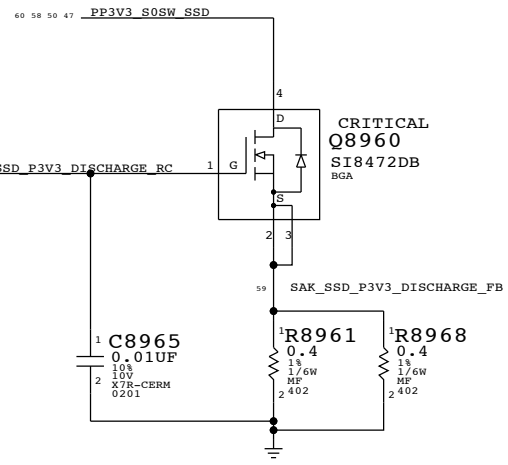 60 58 50 47 PP3V3_S0SW_SSD
4
D
CRITICAL
Q8960
SI8472DB
BGA
1 G
SSD_P3V3_DISCHARGE_RC
S
2 3
59 SAK_SSD_P3V3_DISCHARGE_FB
1 C8965
0.01UF
10%
10V
2 X7R-CERM
0201
1 R8961
0.4
1%
1/6W
MF
2 402
1 R8968
0.4
1%
1/6W
MF
2 402